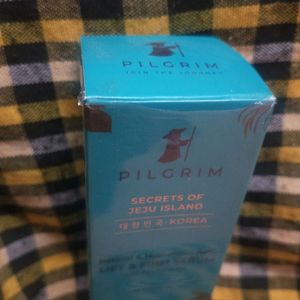 PILGRIM
JOIN THE JOURNEY
PILGRIM
SECRETS OF
JEJU ISLAND
대한민국·KOREA
LIFT & FIRM SERUM